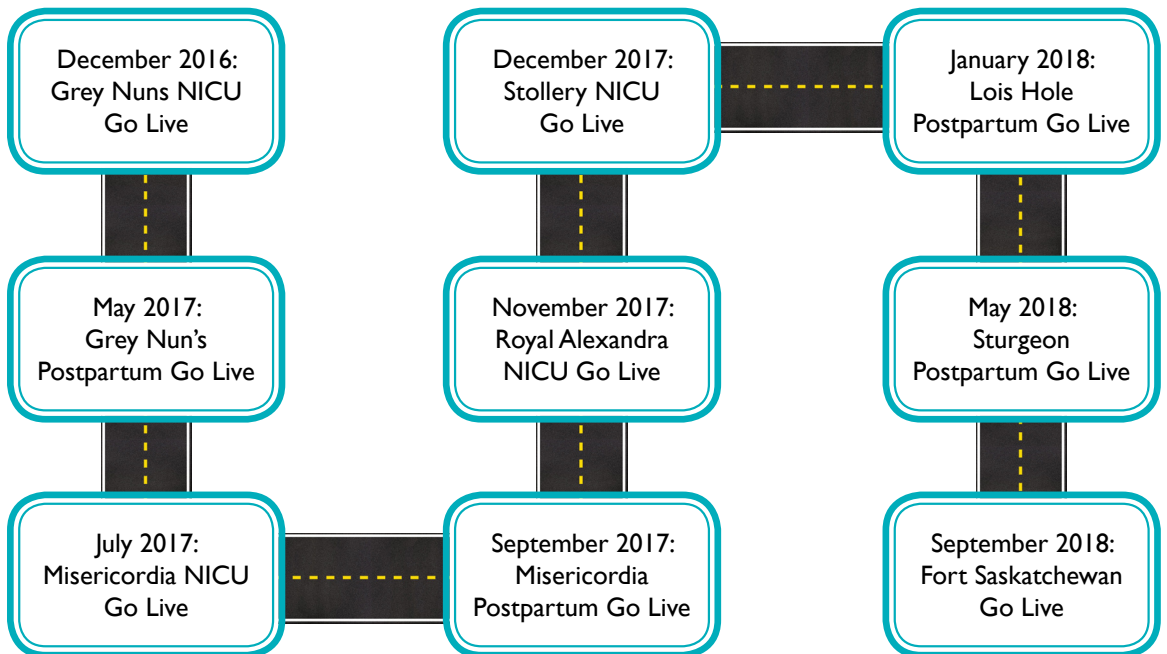 December 2016:
Grey Nuns NICU
Go Live
May 2017:
Grey Nun's
Postpartum Go Live
July 2017:
Misericordia NICU
Go Live
September 2017:
Misericordia
Postpartum Go Live
November 2017:
Royal Alexandra
NICU Go Live
December 2017:
Stollery NICU
Go Live
January 2018:
Lois Hole
Postpartum Go Live
May 2018:
Sturgeon
Postpartum Go Live
September 2018:
Fort Saskatchewan
Go Live